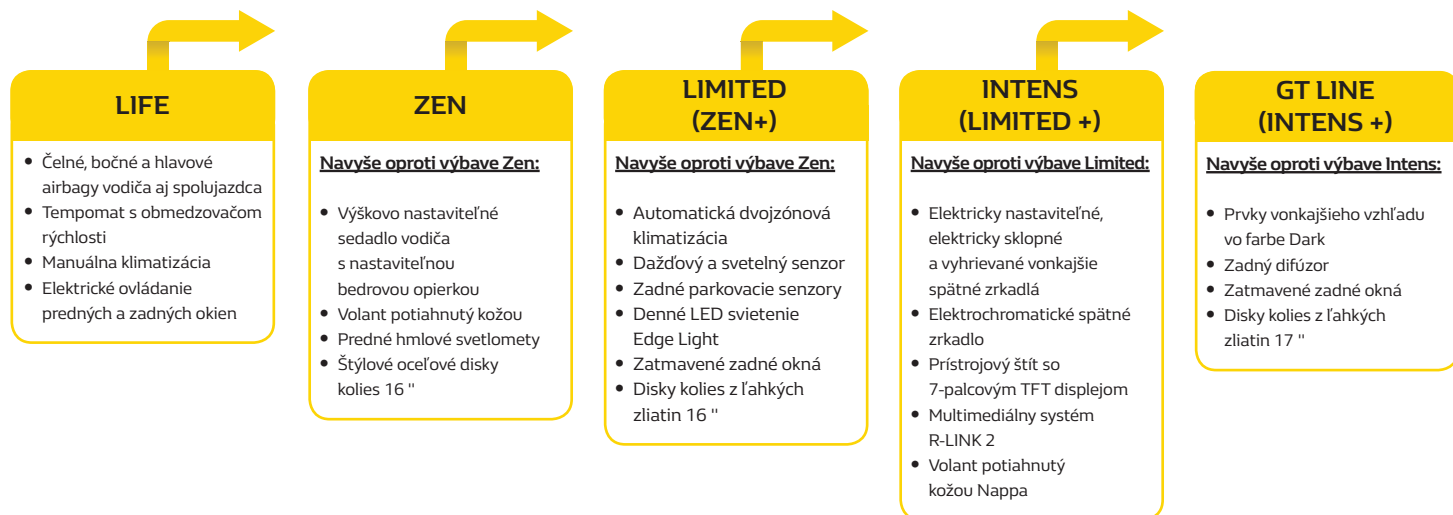 LIFE
• Čelné, bočné a hlavové
airbagy vodiča aj spolujazdca
• Tempomat s obmedzovačom
rýchlosti
• Manuálna klimatizácia
• Elektrické ovládanie
predných a zadných okien
ZEN
Navyše oproti výbave Zen:
• Výškovo nastaviteľné
sedadlo vodiča
s nastaviteľnou
bedrovou opierkou
• Volant potiahnutý kožou
• Predné hmlové svetlomety
• Štýlové oceľové disky
kolies 16 "
LIMITED
(ZEN+)
Navyše oproti výbave Zen:
• Automatická dvojzónová
klimatizácia
• Dažďový a svetelný senzor
• Zadné parkovacie senzory
• Denné LED svietenie
Edge Light
• Zatmavené zadné okná
• Disky kolies z ľahkých
zliatin 16 "
INTENS
(LIMITED +)
Navyše oproti výbave Limited:
• Elektricky nastaviteľné,
elektricky sklopné
a vyhrievané vonkajšie
spätné zrkadlá
• Elektrochromatické spätné
zrkadlo
• Prístrojový štít so
7-palcovým TFT displejom
• Multimediálny systém
R-LINK 2
• Volant potiahnutý
kožou Nappa
GT LINE
(INTENS +)
Navyše oproti výbave Intens:
• Prvky vonkajšieho vzhľadu
vo farbe Dark
• Zadný difúzor
• Zatmavené zadné okná
• Disky kolies z ľahkých
zliatin 17 "